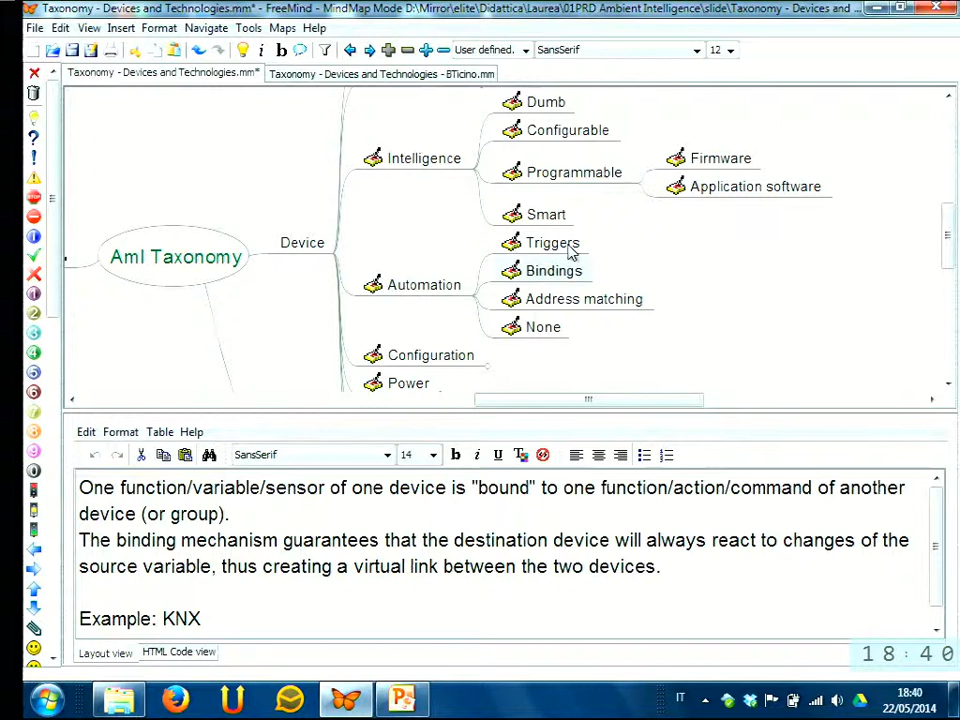 Taxonomy - Devices and Technologies.mm* - FreeMind - MindMap Mode D:\Mirror\elite\Didattica\Laurea\01PRD Ambient Intelligence\slide\Taxonomy - Devices and ...
File Edit View Insert Format Navigate Tools Maps Help
User defined. SansSerif 12
Taxonomy - Devices and Technologies.mm* Taxonomy - Devices and Technologies - BTicino.mm
Dumb
Configurable
Intelligence
Firmware
Programmable
Application software
Smart
Device
Triggers
AmI Taxonomy
Bindings
Automation
Address matching
None
Configuration
Power
Edit Format Table Help
SansSerif 14
One function/variable/sensor of one device is "bound" to one function/action/command of another
device (or group).
The binding mechanism guarantees that the destination device will always react to changes of the
source variable, thus creating a virtual link between the two devices.
Example: KNX
Layout view HTML Code view
18:40
IT
18:40
22/05/2014